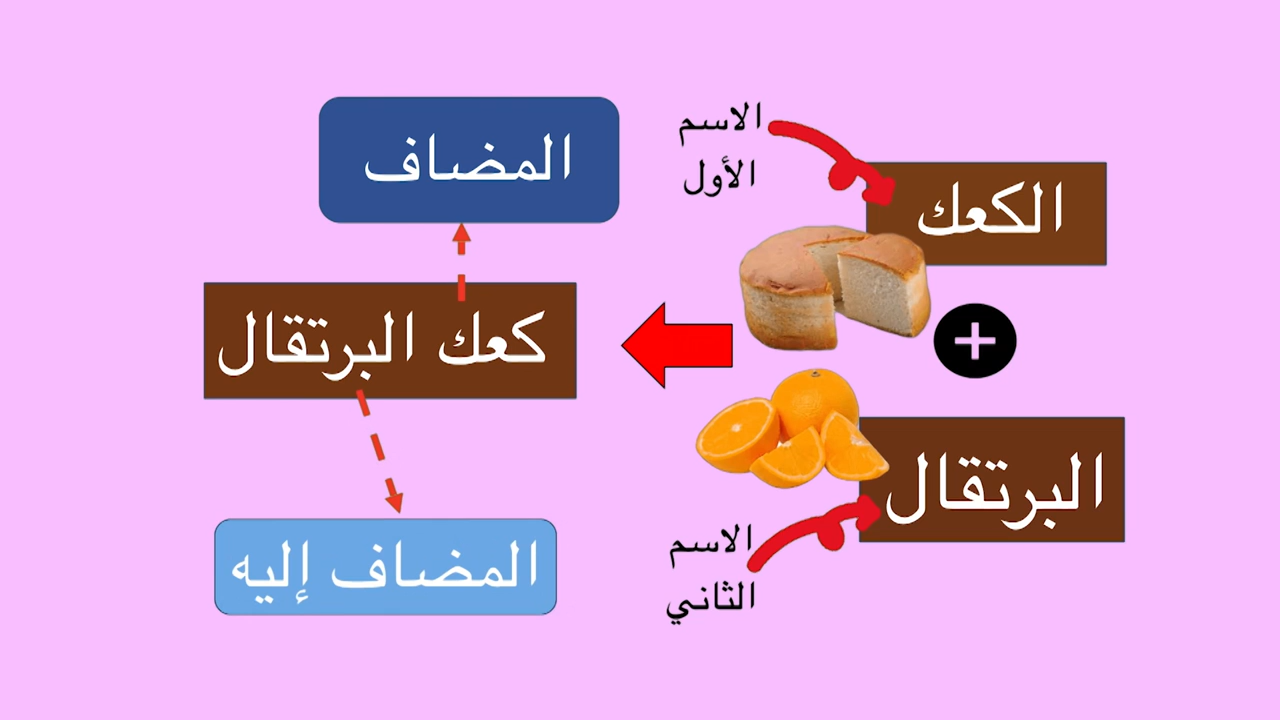 الاسم
الأول
الكعك
+
البرتقال
الاسم
الثاني
المضاف
كعك البرتقال
المضاف إليه